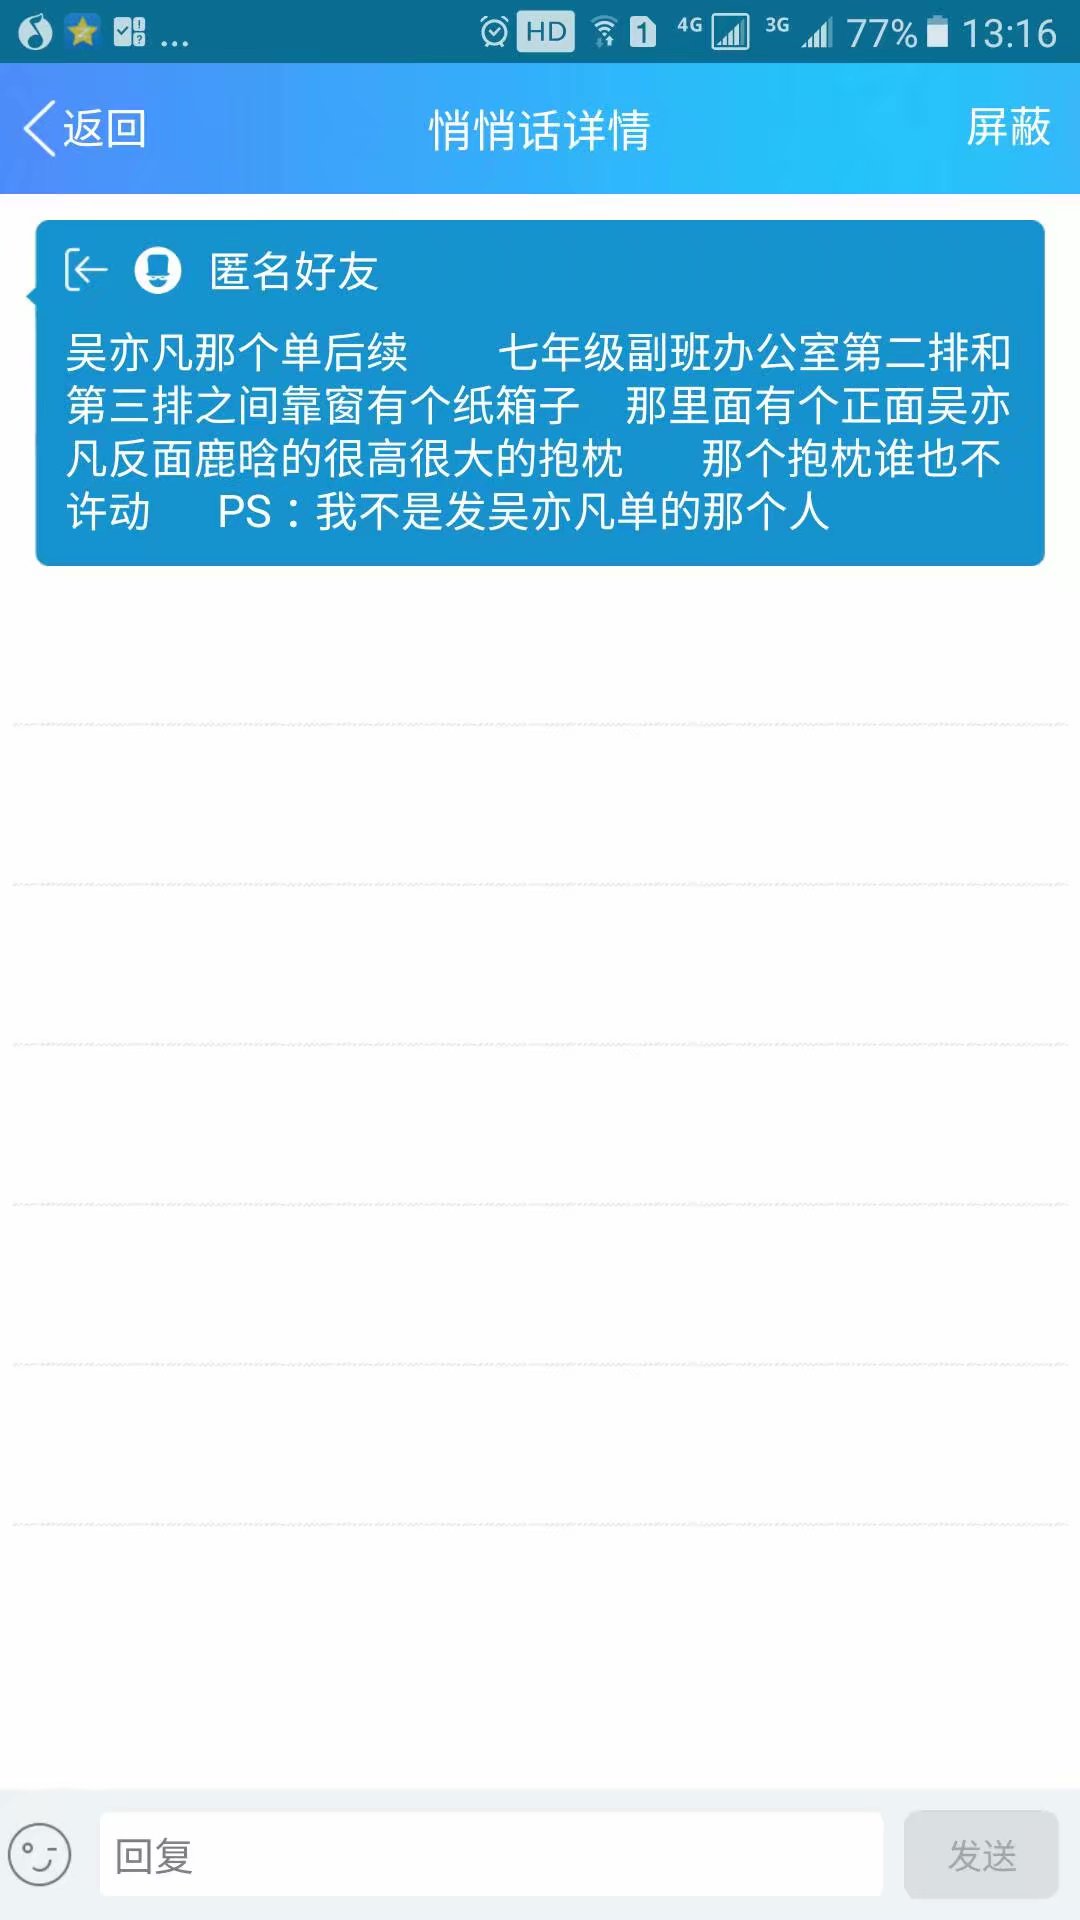 ... HD 1 4G 3G 77% 13:16
返回 悄悄话详情 屏蔽
匿名好友
吴亦凡那个单后续 七年级副班办公室第二排和
第三排之间靠窗有个纸箱子 那里面有个正面吴亦
凡反面鹿晗的很高很大的抱枕 那个抱枕谁也不
许动 PS：我不是发吴亦凡单的那个人
回复 发送